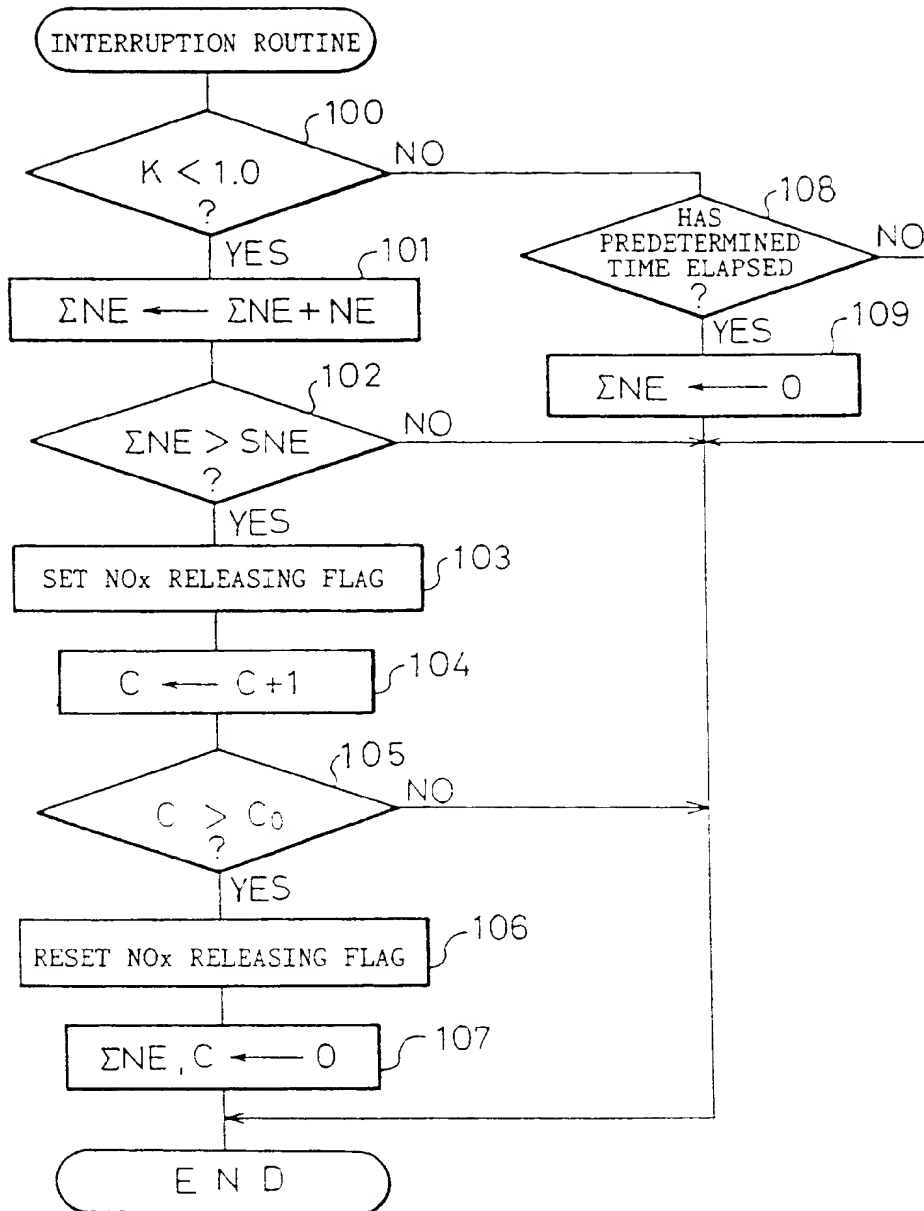 INTERRUPTION ROUTINE
100
K < 1.0
?
NO
YES
108
HAS
PREDETERMINED
TIME ELAPSED
?
NO
YES
101
ΣNE ← ΣNE + NE
109
ΣNE ← 0
102
ΣNE > SNE
?
NO
YES
103
SET NOx RELEASING FLAG
104
C ← C+1
105
C > C₀
?
NO
YES
106
RESET NOx RELEASING FLAG
107
ΣNE, C ← 0
END